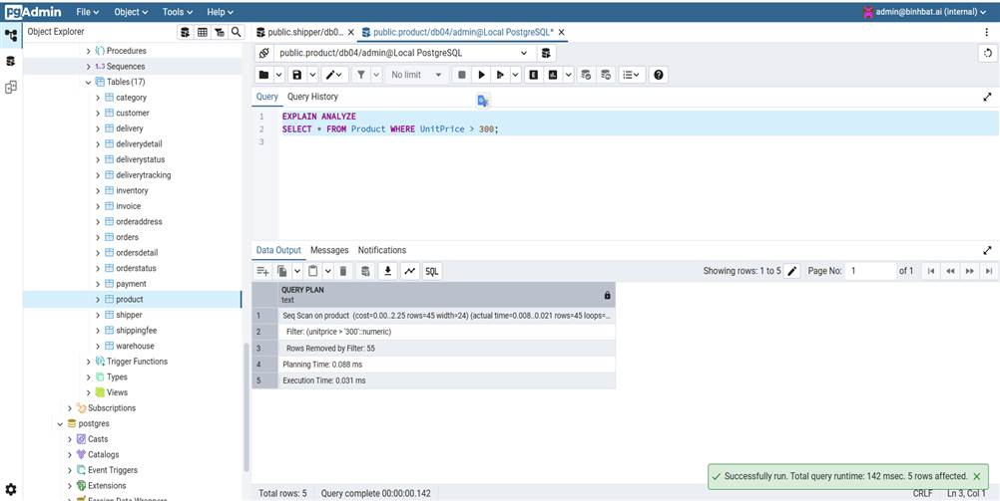 pgAdmin File Object Tools Help admin@binhbat.ai (internal)
Object Explorer
public.shipper/db0... public.product/db04/admin@Local PostgreSQL*
public.product/db04/admin@Local PostgreSQL
No limit
Query Query History
1 EXPLAIN ANALYZE
2 SELECT * FROM Product WHERE UnitPrice > 300;
3
Procedures
Sequences
Tables (17)
category
customer
delivery
deliverydetail
deliverystatus
deliverytracking
inventory
invoice
orderaddress
orders
ordersdetail
orderstatus
payment
product
shipper
shippingfee
warehouse
Trigger Functions
Types
Views
Subscriptions
postgres
Casts
Catalogs
Event Triggers
Extensions
Foreign Data Wrappers
Data Output Messages Notifications
SQL
Showing rows: 1 to 5 Page No: 1 of 1
QUERY PLAN
text
1 Seq Scan on product (cost=0.00..2.25 rows=45 width=24) (actual time=0.008..0.021 rows=45 loops=...
2 Filter: (unitprice > '300'::numeric)
3 Rows Removed by Filter: 55
4 Planning Time: 0.088 ms
5 Execution Time: 0.031 ms
Successfully run. Total query runtime: 142 msec. 5 rows affected.
Total rows: 5 Query complete 00:00:00.142 CRLF Ln 3, Col 1